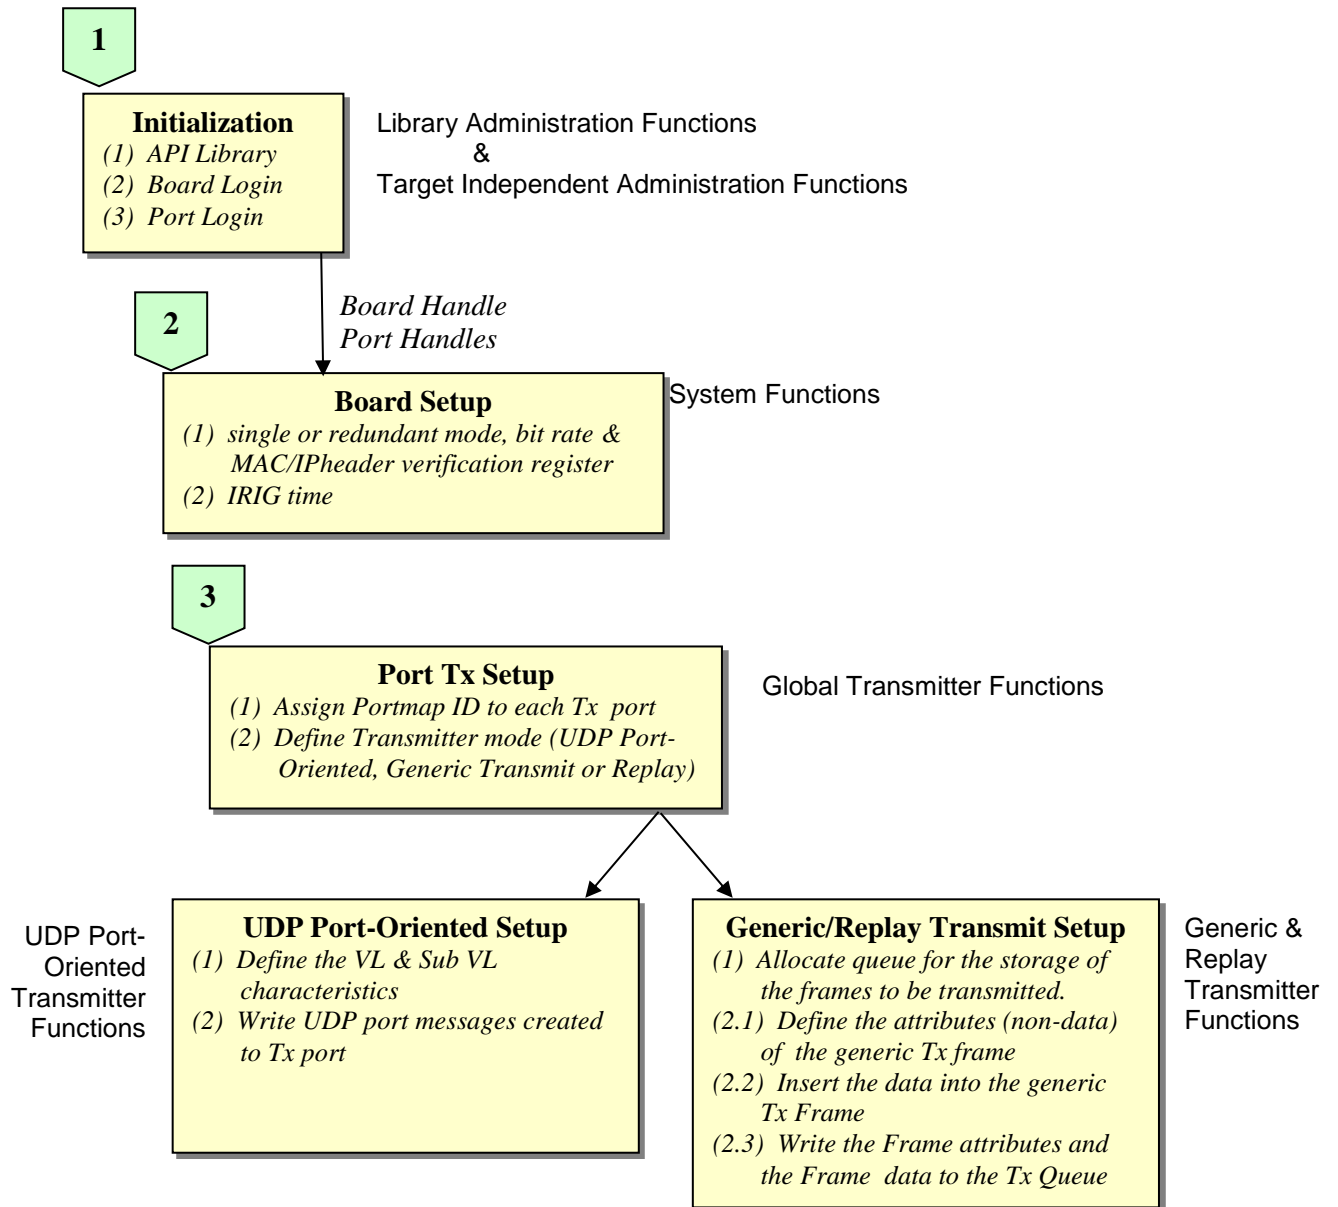 1
Initialization
(1) API Library
(2) Board Login
(3) Port Login
Library Administration Functions
&
Target Independent Administration Functions
Board Handle
Port Handles
2
Board Setup
(1) single or redundant mode, bit rate &
MAC/IPheader verification register
(2) IRIG time
System Functions
3
Port Tx Setup
(1) Assign Portmap ID to each Tx port
(2) Define Transmitter mode (UDP Port-
Oriented, Generic Transmit or Replay)
Global Transmitter Functions
UDP Port-
Oriented
Transmitter
Functions
UDP Port-Oriented Setup
(1) Define the VL & Sub VL
characteristics
(2) Write UDP port messages created
to Tx port
Generic/Replay Transmit Setup
(1) Allocate queue for the storage of
the frames to be transmitted.
(2.1) Define the attributes (non-data)
of the generic Tx frame
(2.2) Insert the data into the generic
Tx Frame
(2.3) Write the Frame attributes and
the Frame data to the Tx Queue
Generic &
Replay
Transmitter
Functions